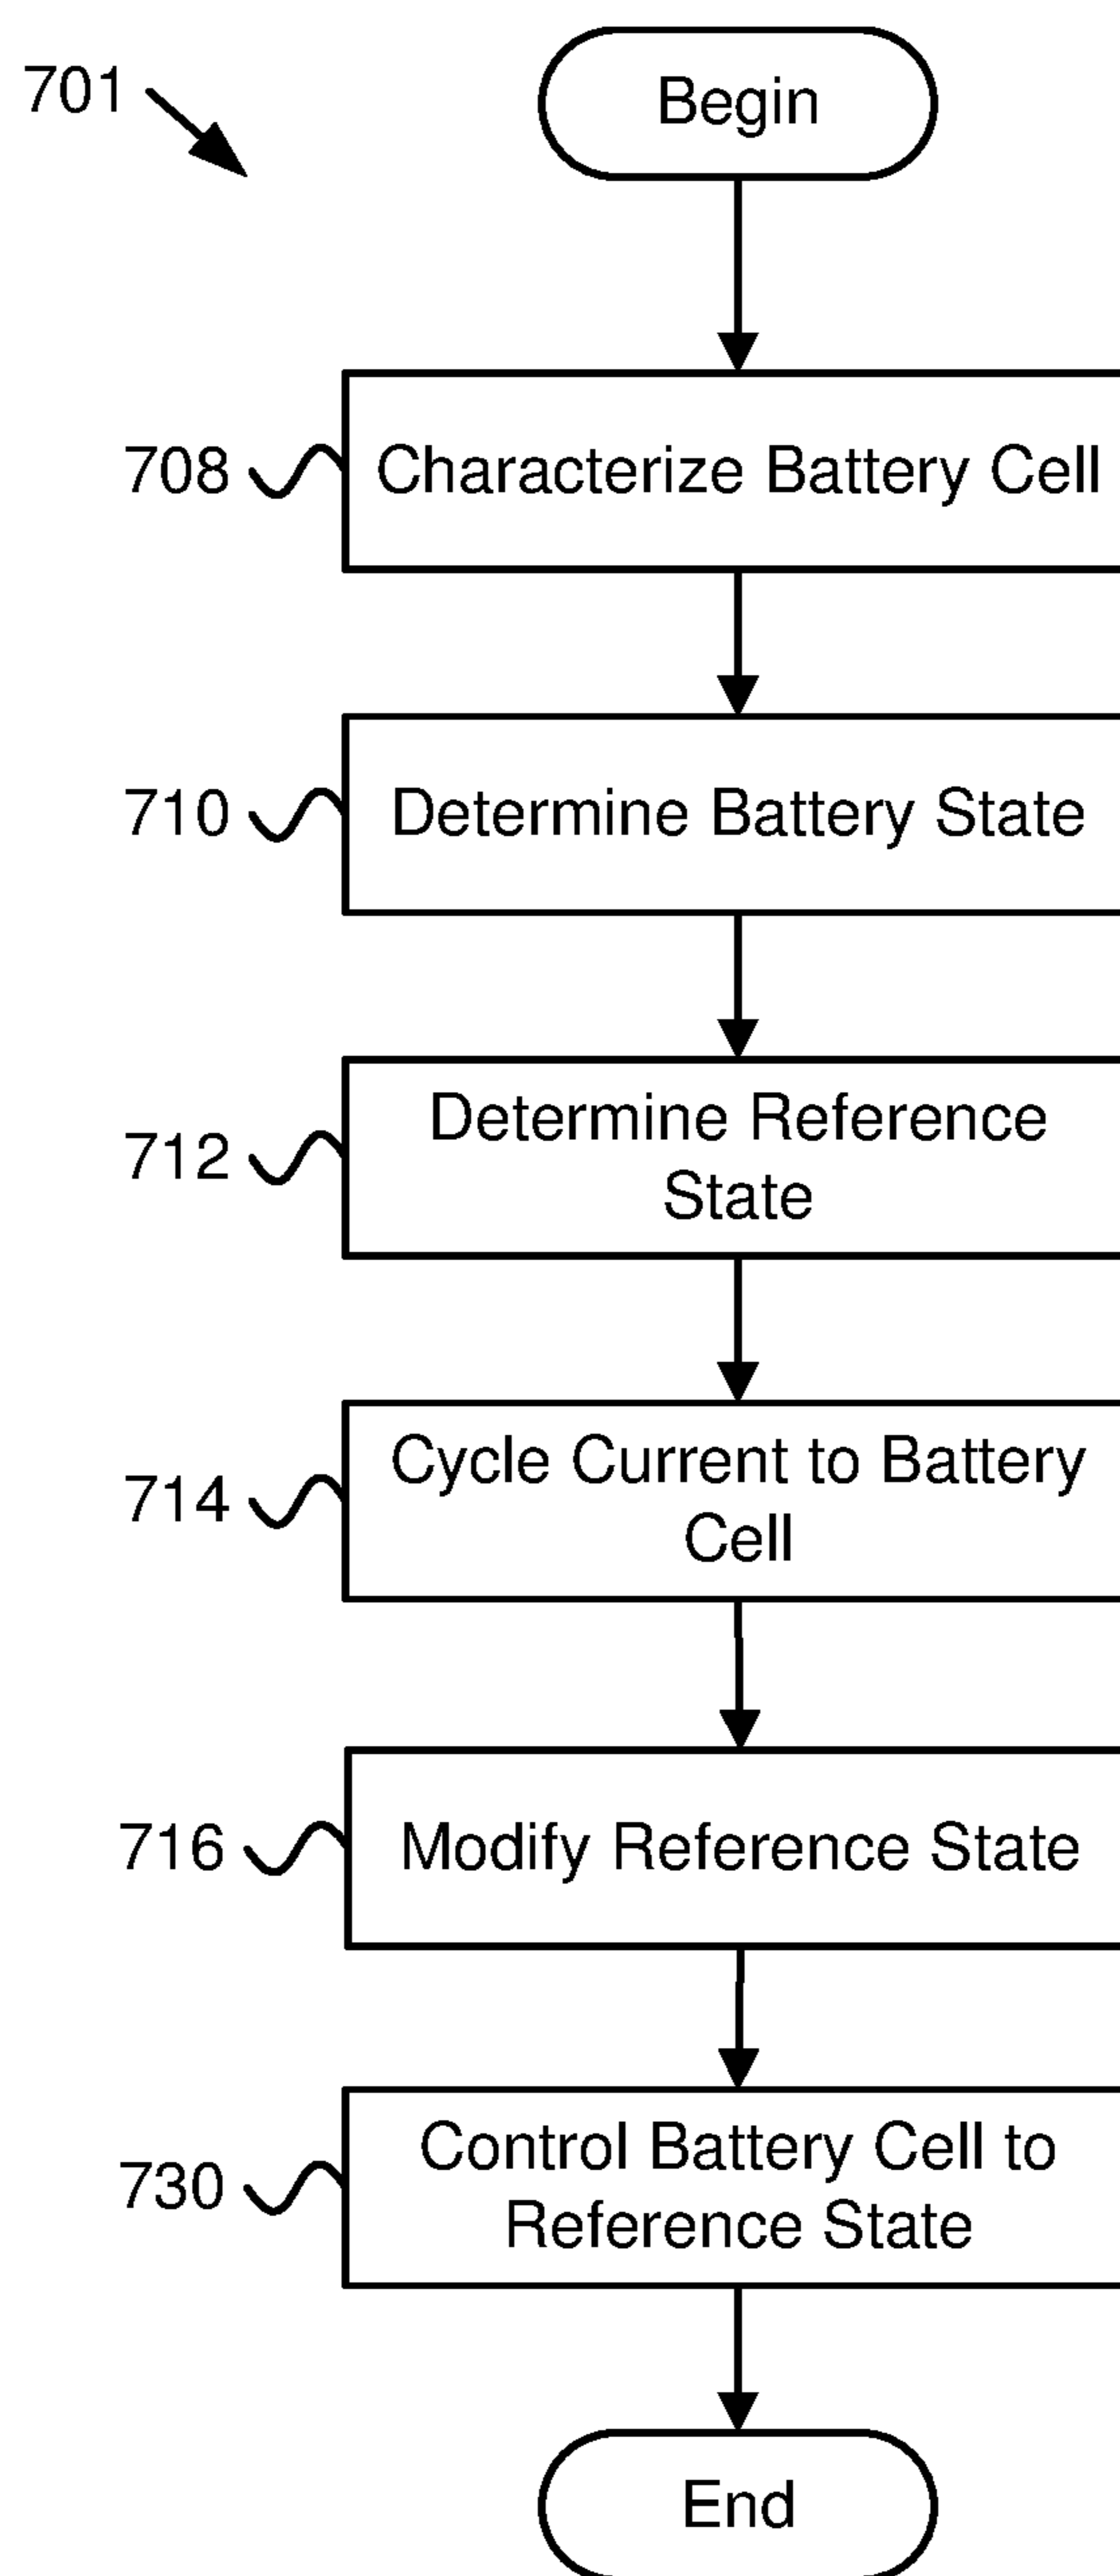 701
Begin
708
Characterize Battery Cell
710
Determine Battery State
712
Determine Reference
State
714
Cycle Current to Battery
Cell
716
Modify Reference State
730
Control Battery Cell to
Reference State
End